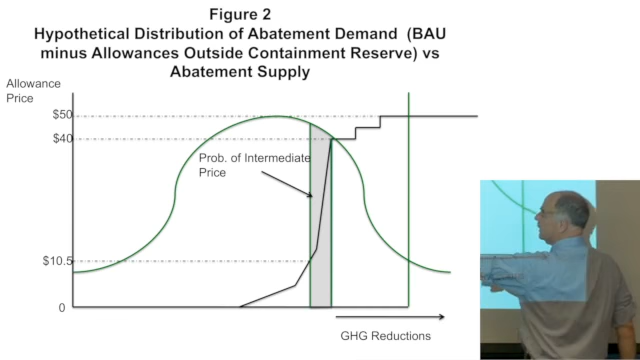 Figure 2
Hypothetical Distribution of Abatement Demand (BAU
minus Allowances Outside Containment Reserve) vs
Abatement Supply
Allowance
Price
$50
$40
Prob. of Intermediate
Price
$10.5
0
GHG Reductions